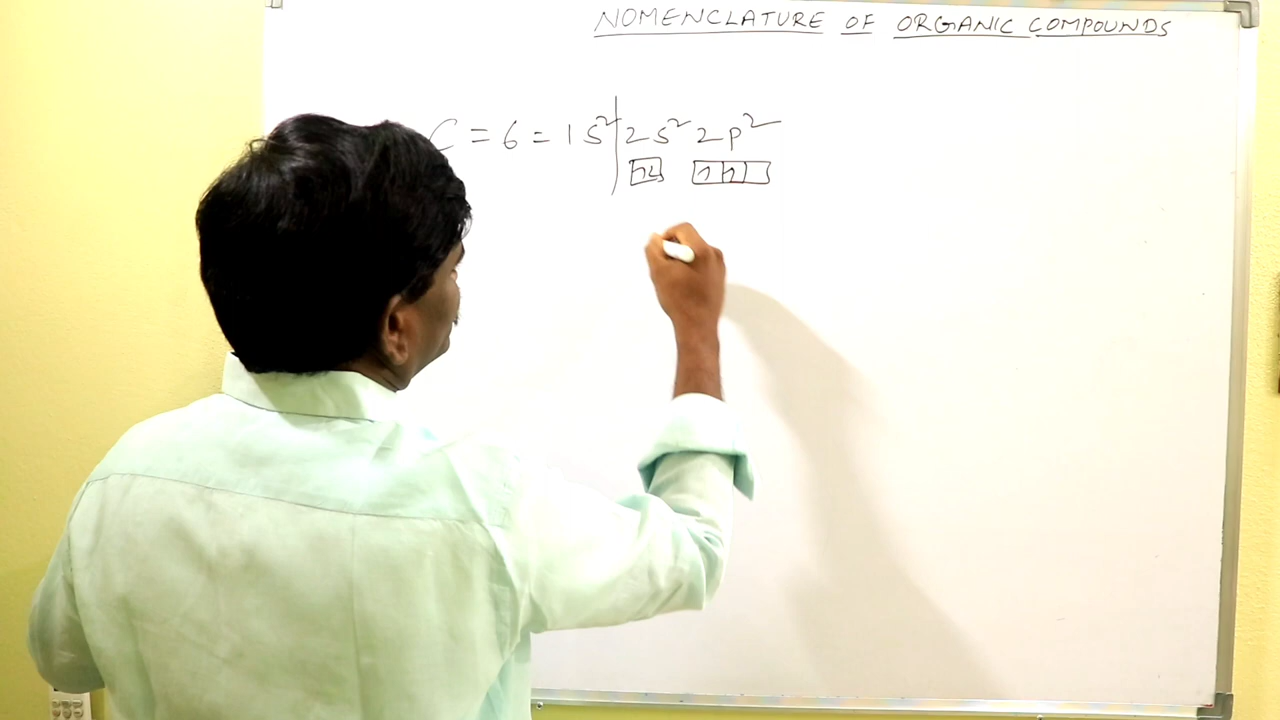 NOMENCLATURE OF ORGANIC COMPOUNDS
C = 6 = 1s² | 2s² 2p²
↿⇂ ↿ ↿